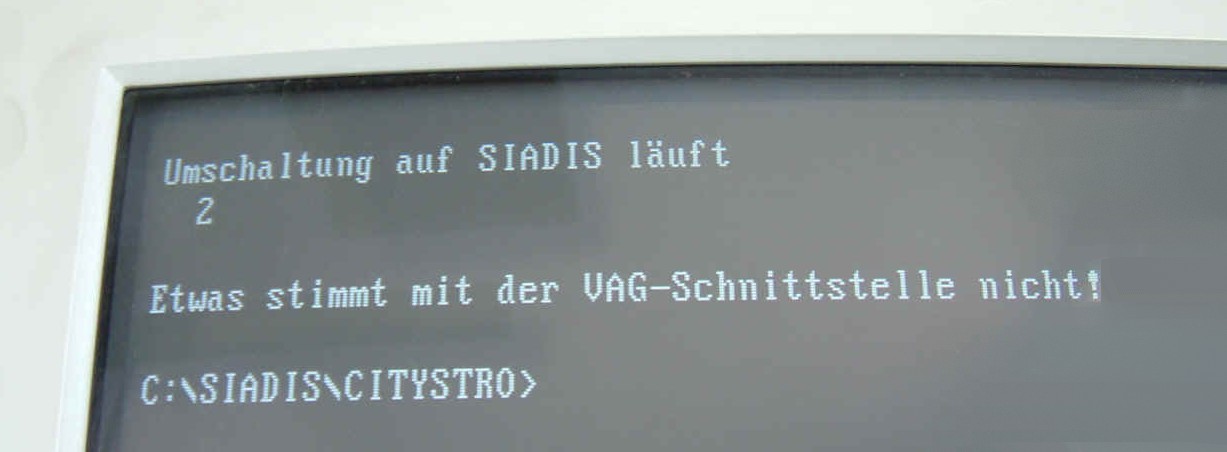 Umschaltung auf SIADIS läuft
2
Etwas stimmt mit der VAG-Schnittstelle nicht!
C:\SIADIS\CITYSTRO>